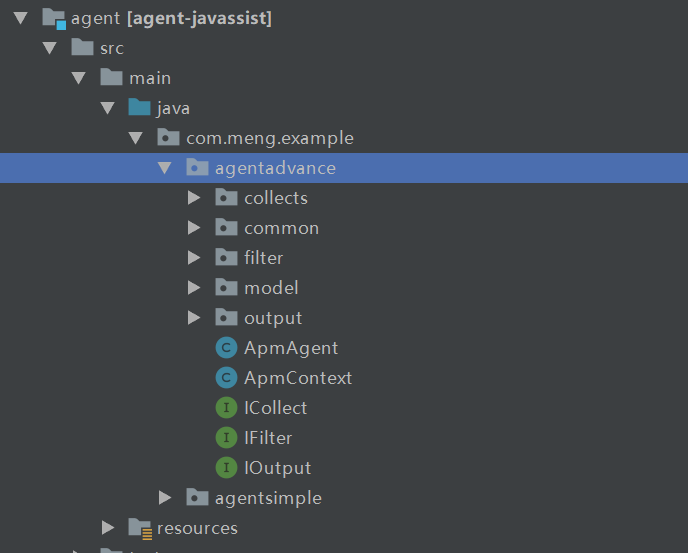 agent [agent-javassist]
src
main
java
com.meng.example
agentadvance
collects
common
filter
model
output
C ApmAgent
C ApmContext
I ICollect
I IFilter
I IOutput
agentsimple
resources